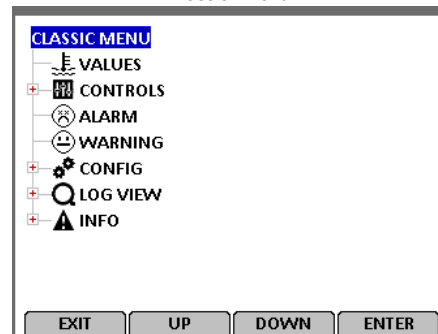 CLASSIC MENU
VALUES
CONTROLS
ALARM
WARNING
CONFIG
LOG VIEW
INFO
EXIT UP DOWN ENTER